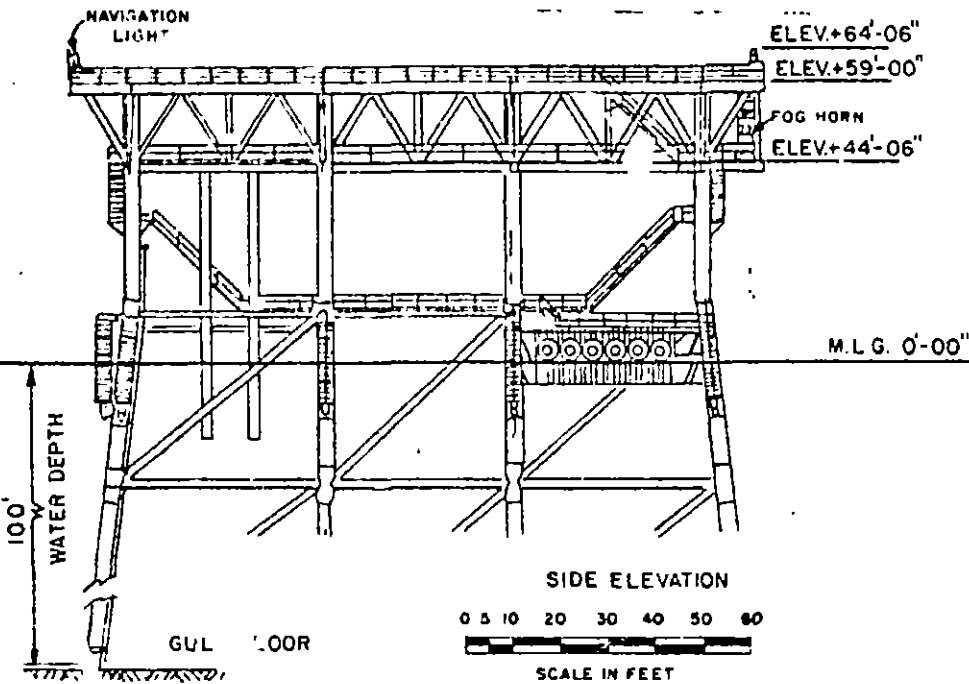 NAVIGATION
LIGHT
ELEV.+64'-06"
ELEV.+59'-00"
FOG HORN
ELEV.+44'-06"
M.L.G. 0'-00"
100'
WATER DEPTH
SIDE ELEVATION
0 5 10 20 30 40 50 60
SCALE IN FEET